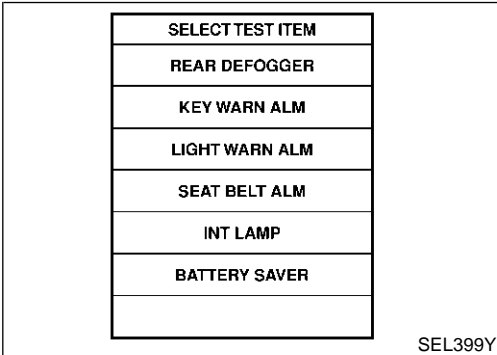 SELECT TEST ITEM
REAR DEFOGGER
KEY WARN ALM
LIGHT WARN ALM
SEAT BELT ALM
INT LAMP
BATTERY SAVER
SEL399Y